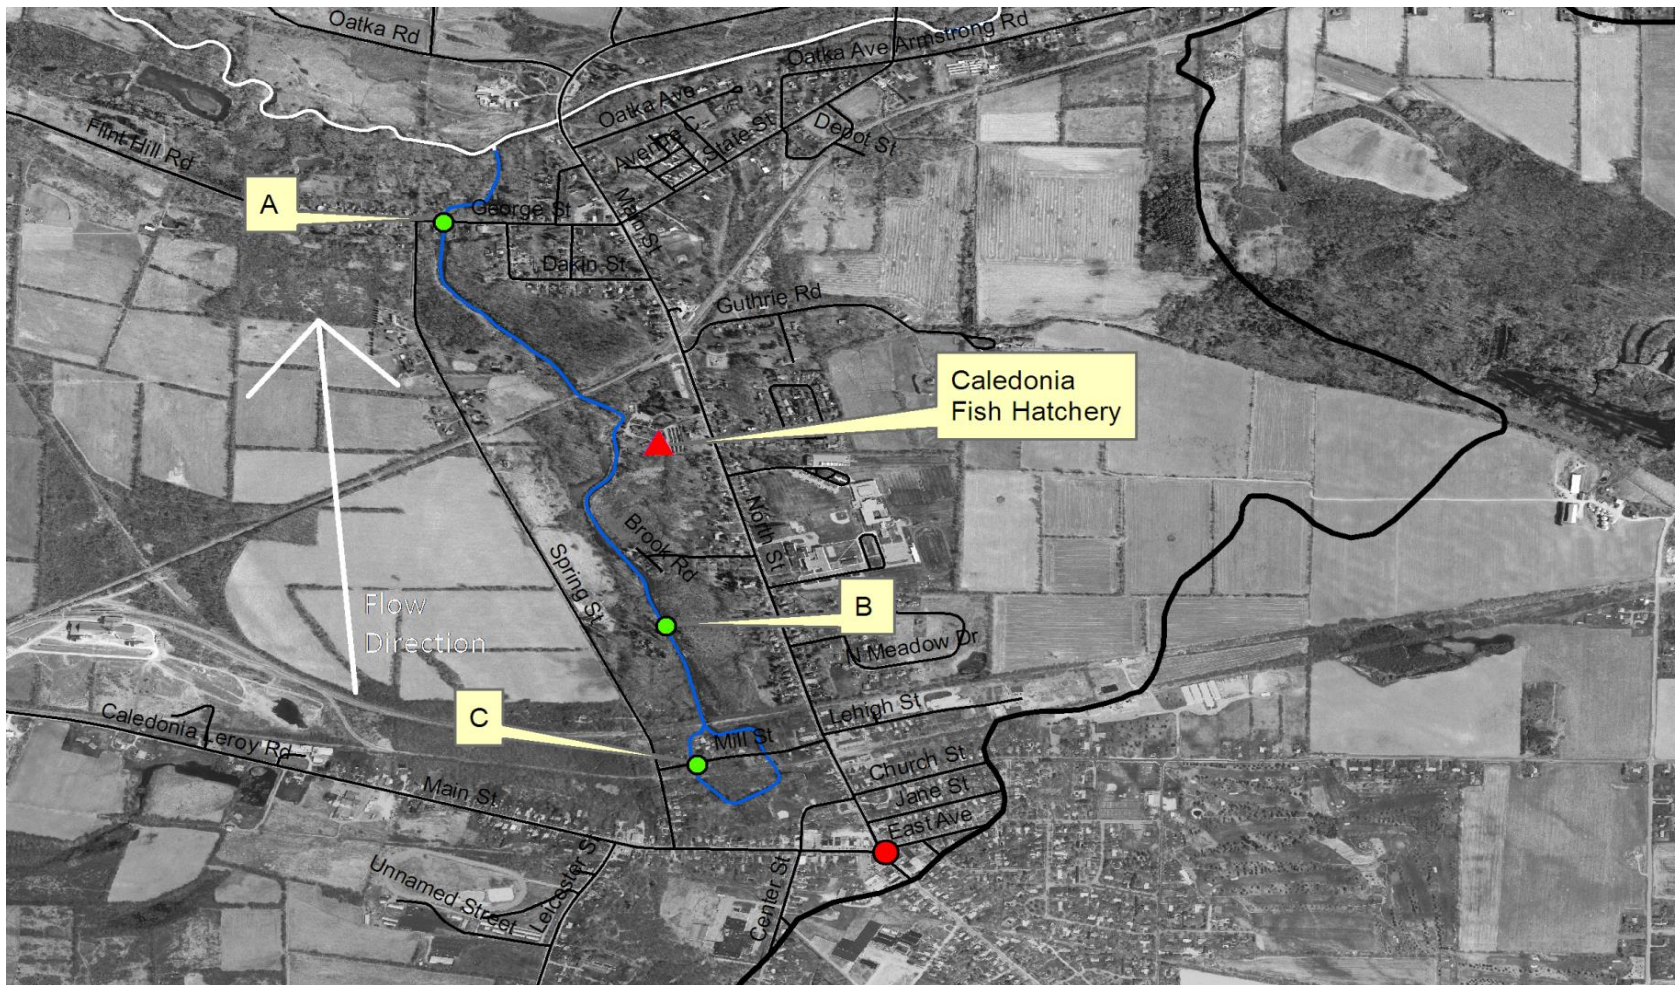 Oatka Rd
Oatka Ave Armstrong Rd
Oatka Ave
Avenue C
State St
Depot St
Flint Hill Rd
A
George St
Main St
Dakin St
Guthrie Rd
Caledonia
Fish Hatchery
North St
Brook Rd
Spring St
Flow
Direction
B
N Meadow Dr
C
Lehigh St
Mill St
Caledonia Leroy Rd
Main St
Church St
Jane St
East Ave
Unnamed Street
Leicester St
Center St